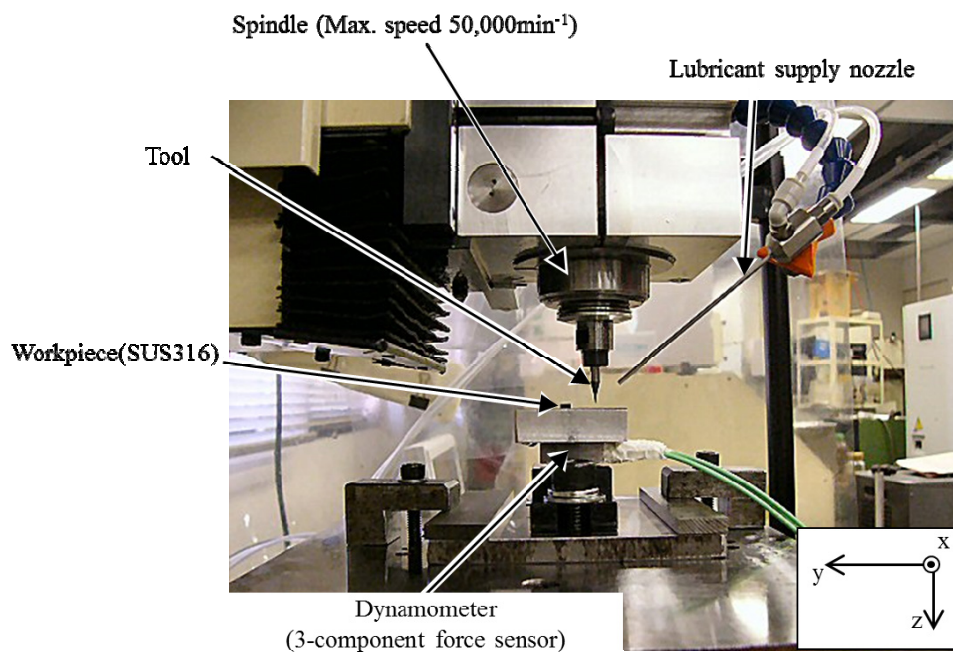 Spindle (Max. speed 50,000min⁻¹)
Lubricant supply nozzle
Tool
Workpiece(SUS316)
x
y
z
Dynamometer
(3-component force sensor)